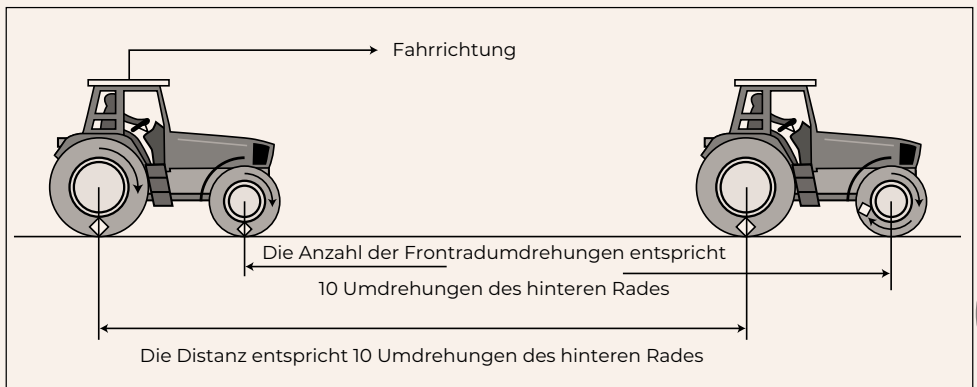 Fahrrichtung
Die Anzahl der Frontradumdrehungen entspricht
10 Umdrehungen des hinteren Rades
Die Distanz entspricht 10 Umdrehungen des hinteren Rades